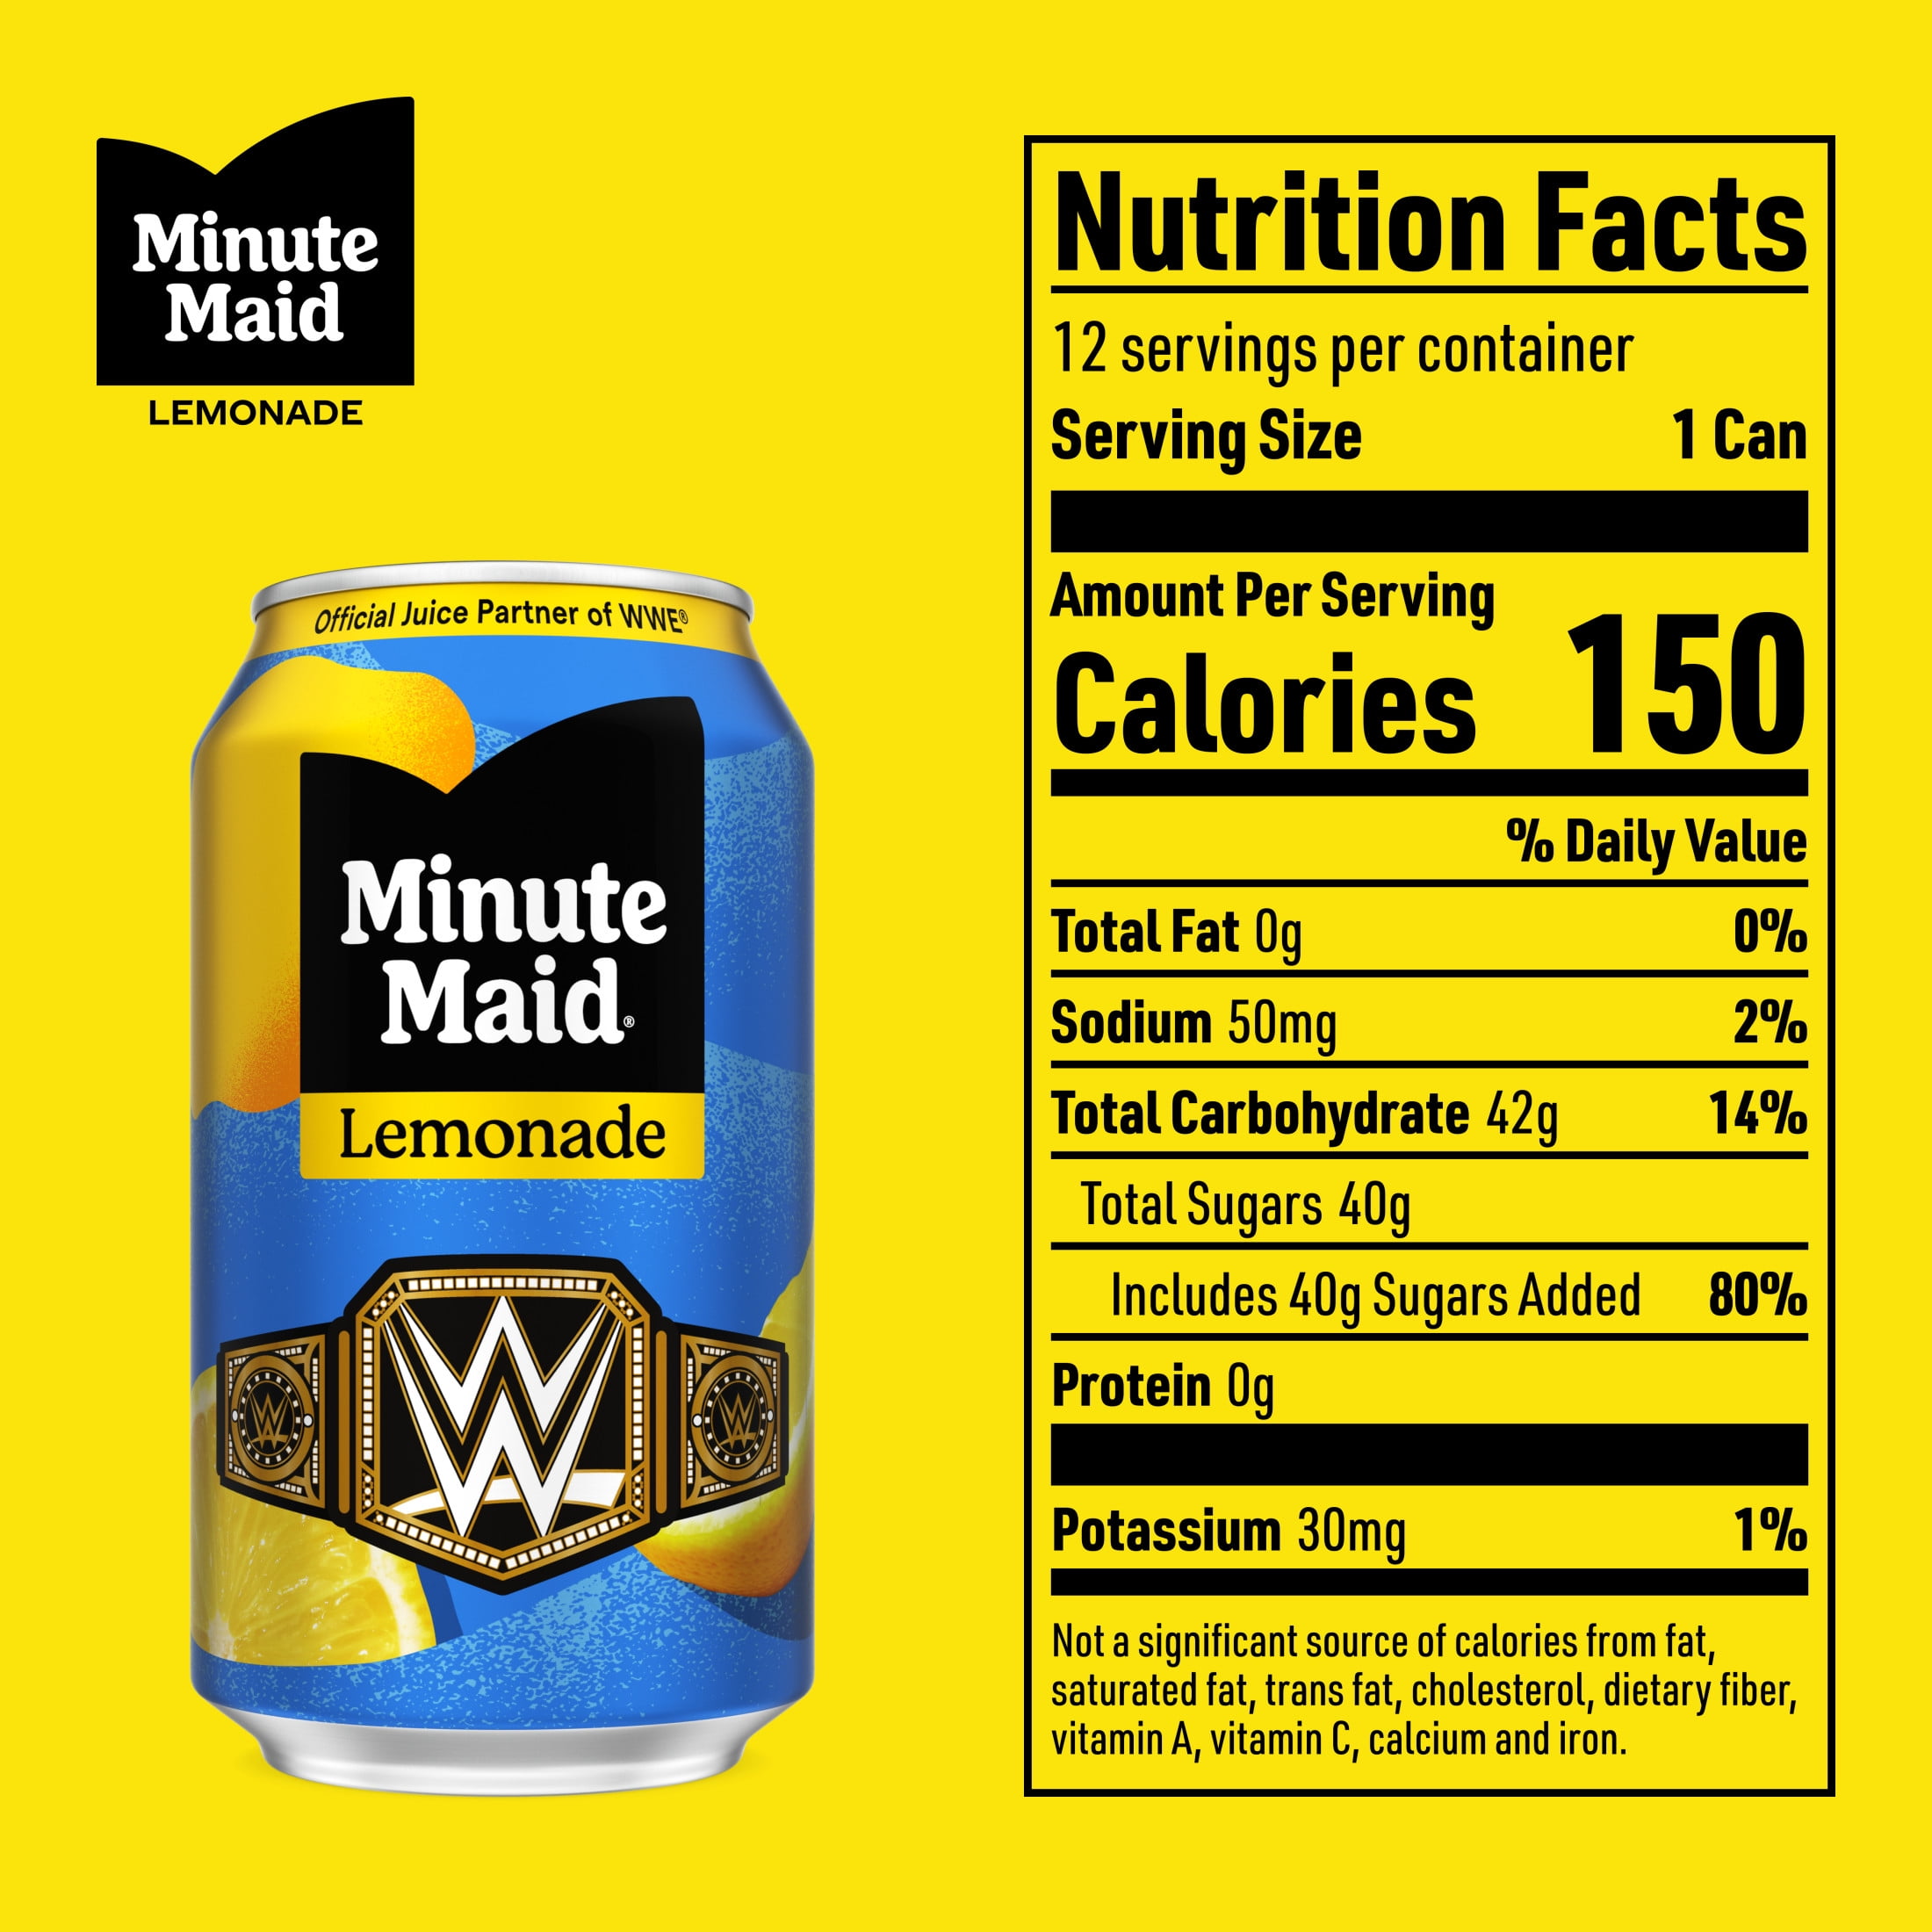 Minute
Maid
LEMONADE
Official Juice Partner of WWE®
Minute
Maid®
Lemonade
Nutrition Facts
12 servings per container
Serving Size 1 Can
Amount Per Serving
Calories 150
% Daily Value
Total Fat 0g 0%
Sodium 50mg 2%
Total Carbohydrate 42g 14%
Total Sugars 40g
Includes 40g Sugars Added 80%
Protein 0g
Potassium 30mg 1%
Not a significant source of calories from fat,
saturated fat, trans fat, cholesterol, dietary fiber,
vitamin A, vitamin C, calcium and iron.